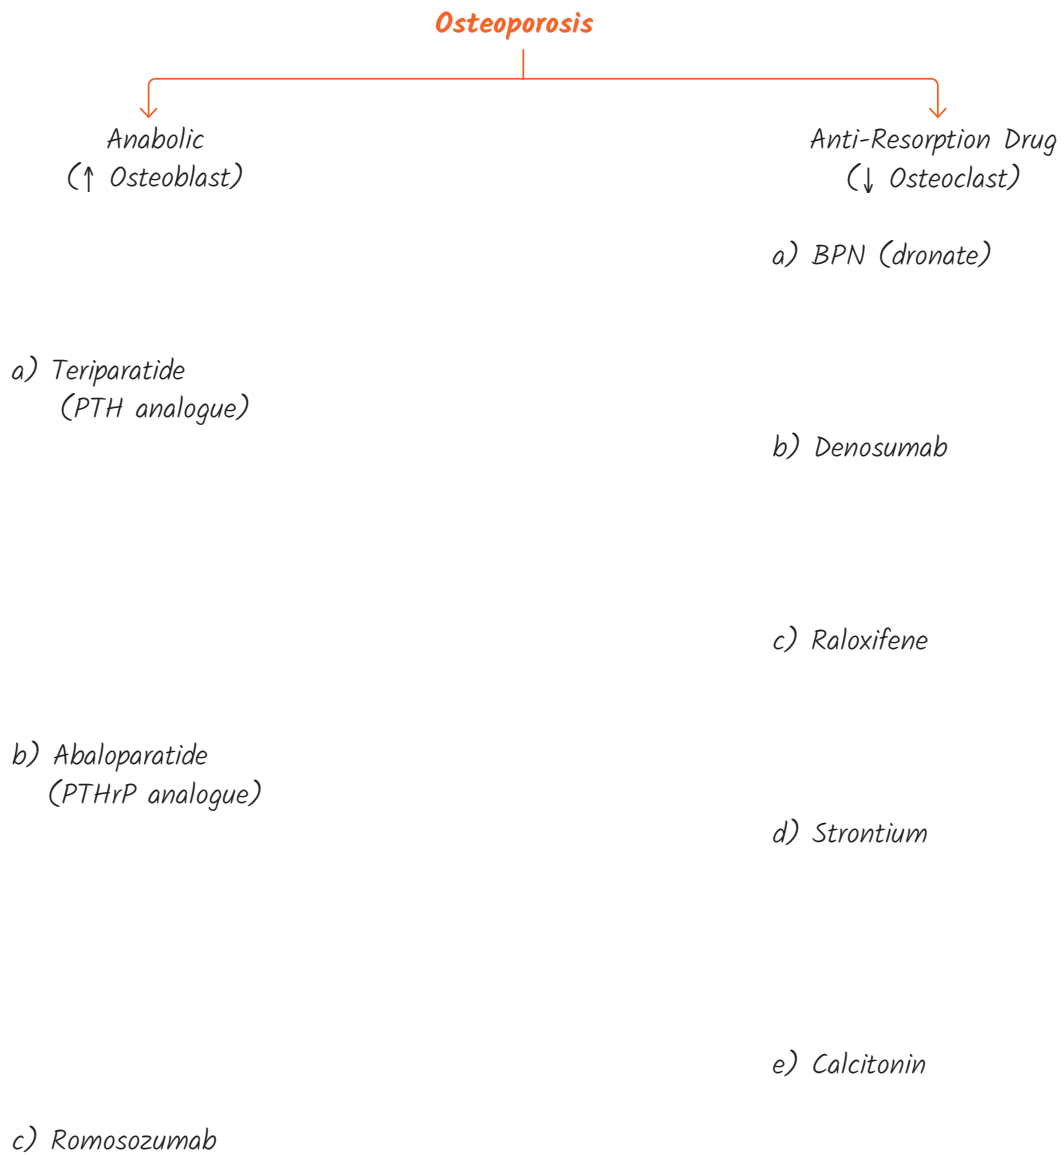 Osteoporosis
Anabolic
(↑ Osteoblast)
a) Teriparatide
(PTH analogue)
b) Abaloparatide
(PTHrP analogue)
c) Romosozumab
Anti-Resorption Drug
(↓ Osteoclast)
a) BPN (dronate)
b) Denosumab
c) Raloxifene
d) Strontium
e) Calcitonin